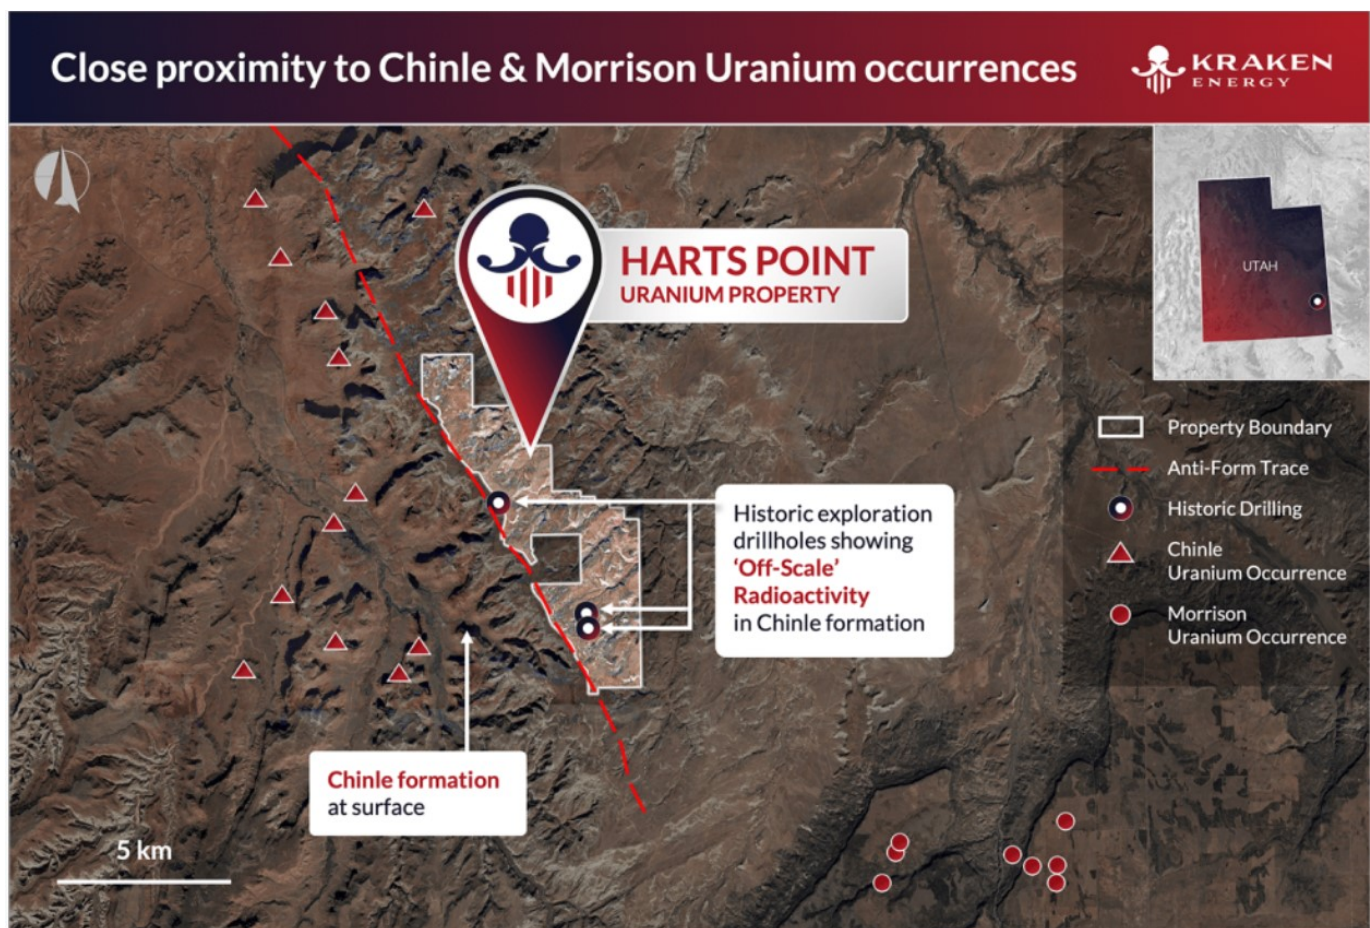 Close proximity to Chinle & Morrison Uranium occurrences
KRAKEN
ENERGY
HARTS POINT
URANIUM PROPERTY
UTAH
Property Boundary
Anti-Form Trace
Historic Drilling
Chinle
Uranium Occurrence
Morrison
Uranium Occurrence
Historic exploration
drillholes showing
‘Off-Scale’
Radioactivity
in Chinle formation
Chinle formation
at surface
5 km